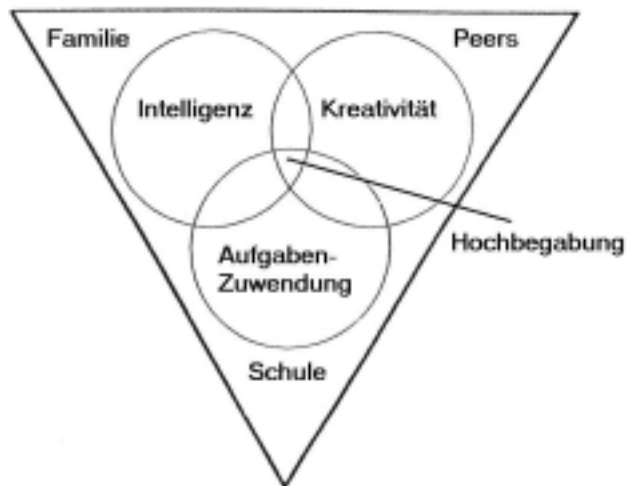 Familie
Peers
Intelligenz
Kreativität
Hochbegabung
Aufgaben-
Zuwendung
Schule